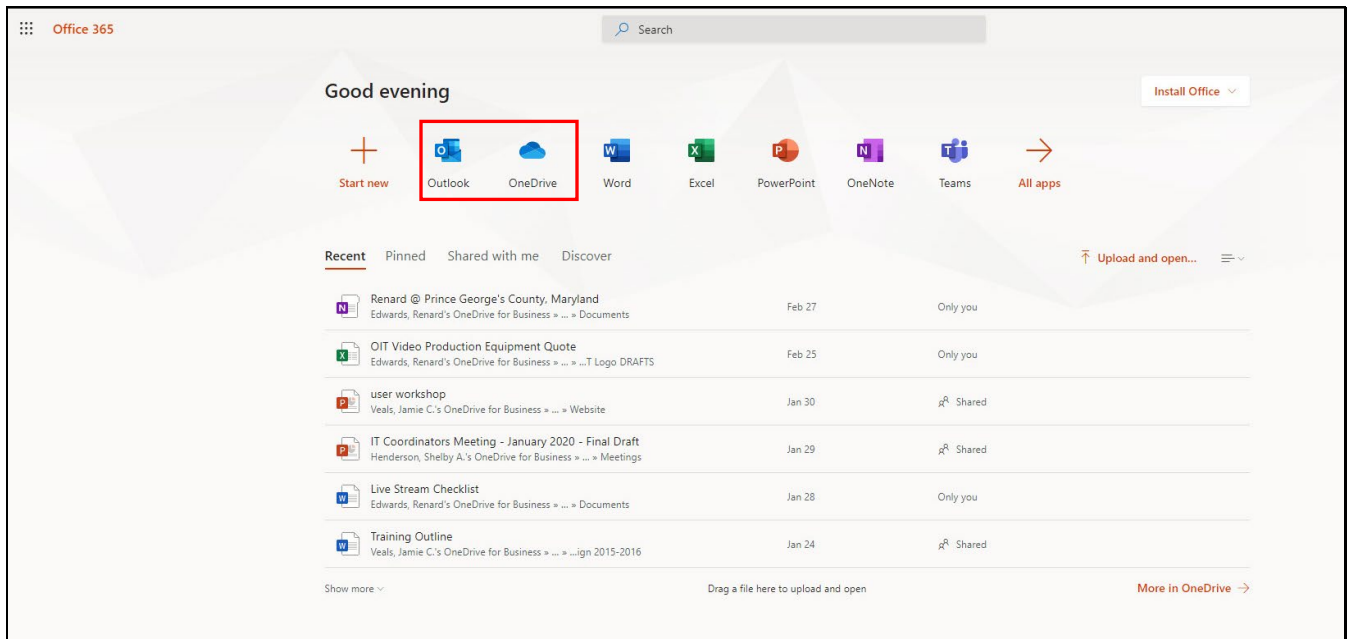 Office 365
Search
Good evening
Install Office
Start new Outlook OneDrive Word Excel PowerPoint OneNote Teams All apps
Recent Pinned Shared with me Discover Upload and open...
Renard @ Prince George's County, Maryland
Edwards, Renard's OneDrive for Business » ... » Documents
Feb 27 Only you
OIT Video Production Equipment Quote
Edwards, Renard's OneDrive for Business » ... » ...T Logo DRAFTS
Feb 25 Only you
user workshop
Veals, Jamie C.'s OneDrive for Business » ... » Website
Jan 30 Shared
IT Coordinators Meeting - January 2020 - Final Draft
Henderson, Shelby A.'s OneDrive for Business » ... » Meetings
Jan 29 Shared
Live Stream Checklist
Edwards, Renard's OneDrive for Business » ... » Documents
Jan 28 Only you
Training Outline
Veals, Jamie C.'s OneDrive for Business » ... » ...ign 2015-2016
Jan 24 Shared
Show more Drag a file here to upload and open More in OneDrive